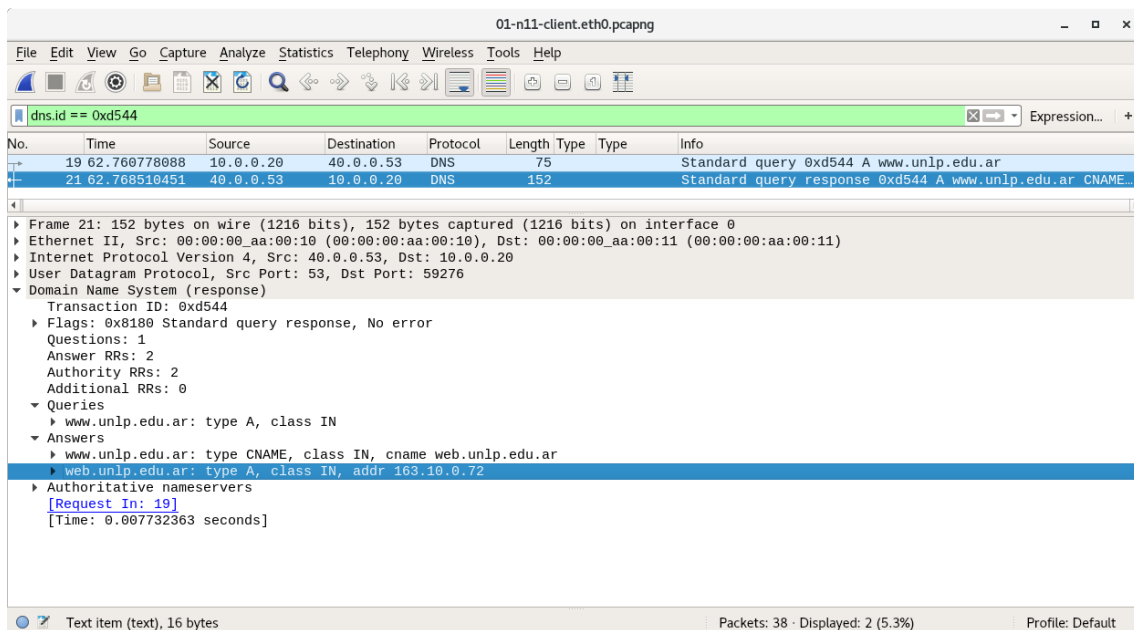 01-n11-client.eth0.pcapng
File Edit View Go Capture Analyze Statistics Telephony Wireless Tools Help
dns.id == 0xd544 Expression... +
No. Time Source Destination Protocol Length Type Type Info
19 62.760778088 10.0.0.20 40.0.0.53 DNS 75 Standard query 0xd544 A www.unlp.edu.ar
21 62.768510451 40.0.0.53 10.0.0.20 DNS 152 Standard query response 0xd544 A www.unlp.edu.ar CNAME…
Frame 21: 152 bytes on wire (1216 bits), 152 bytes captured (1216 bits) on interface 0
Ethernet II, Src: 00:00:00_aa:00:10 (00:00:00:aa:00:10), Dst: 00:00:00_aa:00:11 (00:00:00:aa:00:11)
Internet Protocol Version 4, Src: 40.0.0.53, Dst: 10.0.0.20
User Datagram Protocol, Src Port: 53, Dst Port: 59276
Domain Name System (response)
Transaction ID: 0xd544
Flags: 0x8180 Standard query response, No error
Questions: 1
Answer RRs: 2
Authority RRs: 2
Additional RRs: 0
Queries
www.unlp.edu.ar: type A, class IN
Answers
www.unlp.edu.ar: type CNAME, class IN, cname web.unlp.edu.ar
web.unlp.edu.ar: type A, class IN, addr 163.10.0.72
Authoritative nameservers
[Request In: 19]
[Time: 0.007732363 seconds]
Text item (text), 16 bytes Packets: 38 · Displayed: 2 (5.3%) Profile: Default